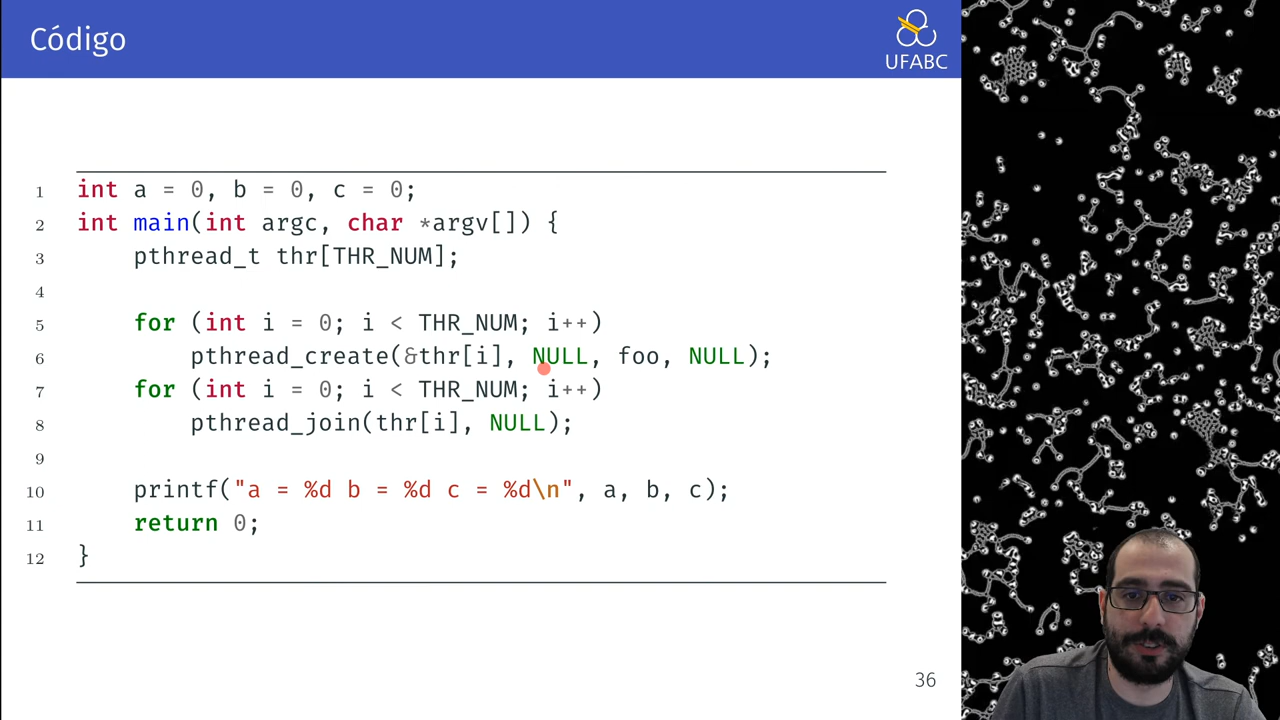 Código
UFABC
1 int a = 0, b = 0, c = 0;
2 int main(int argc, char *argv[]) {
3 pthread_t thr[THR_NUM];
4
5 for (int i = 0; i < THR_NUM; i++)
6 pthread_create(&thr[i], NULL, foo, NULL);
7 for (int i = 0; i < THR_NUM; i++)
8 pthread_join(thr[i], NULL);
9
10 printf("a = %d b = %d c = %d\n", a, b, c);
11 return 0;
12 }
36